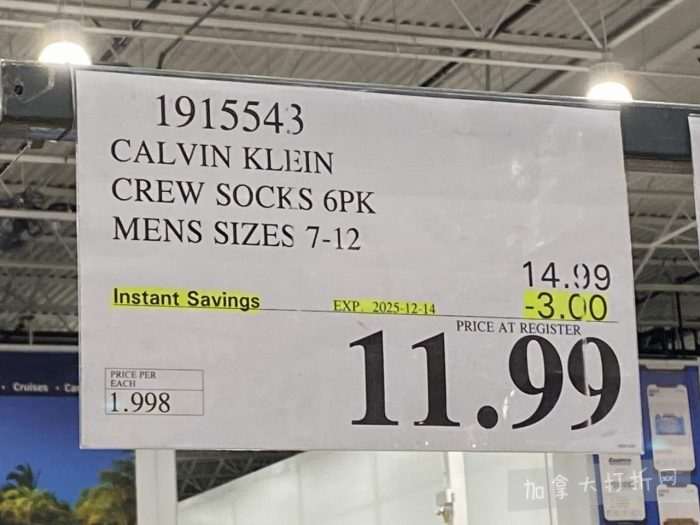 1915543
CALVIN KLEIN
CREW SOCKS 6PK
MENS SIZES 7-12
14.99
Instant Savings EXP. 2025-12-14 -3.00
PRICE AT REGISTER
11.99
PRICE PER
EACH
1.998
· Cruises ·
加拿大打折网